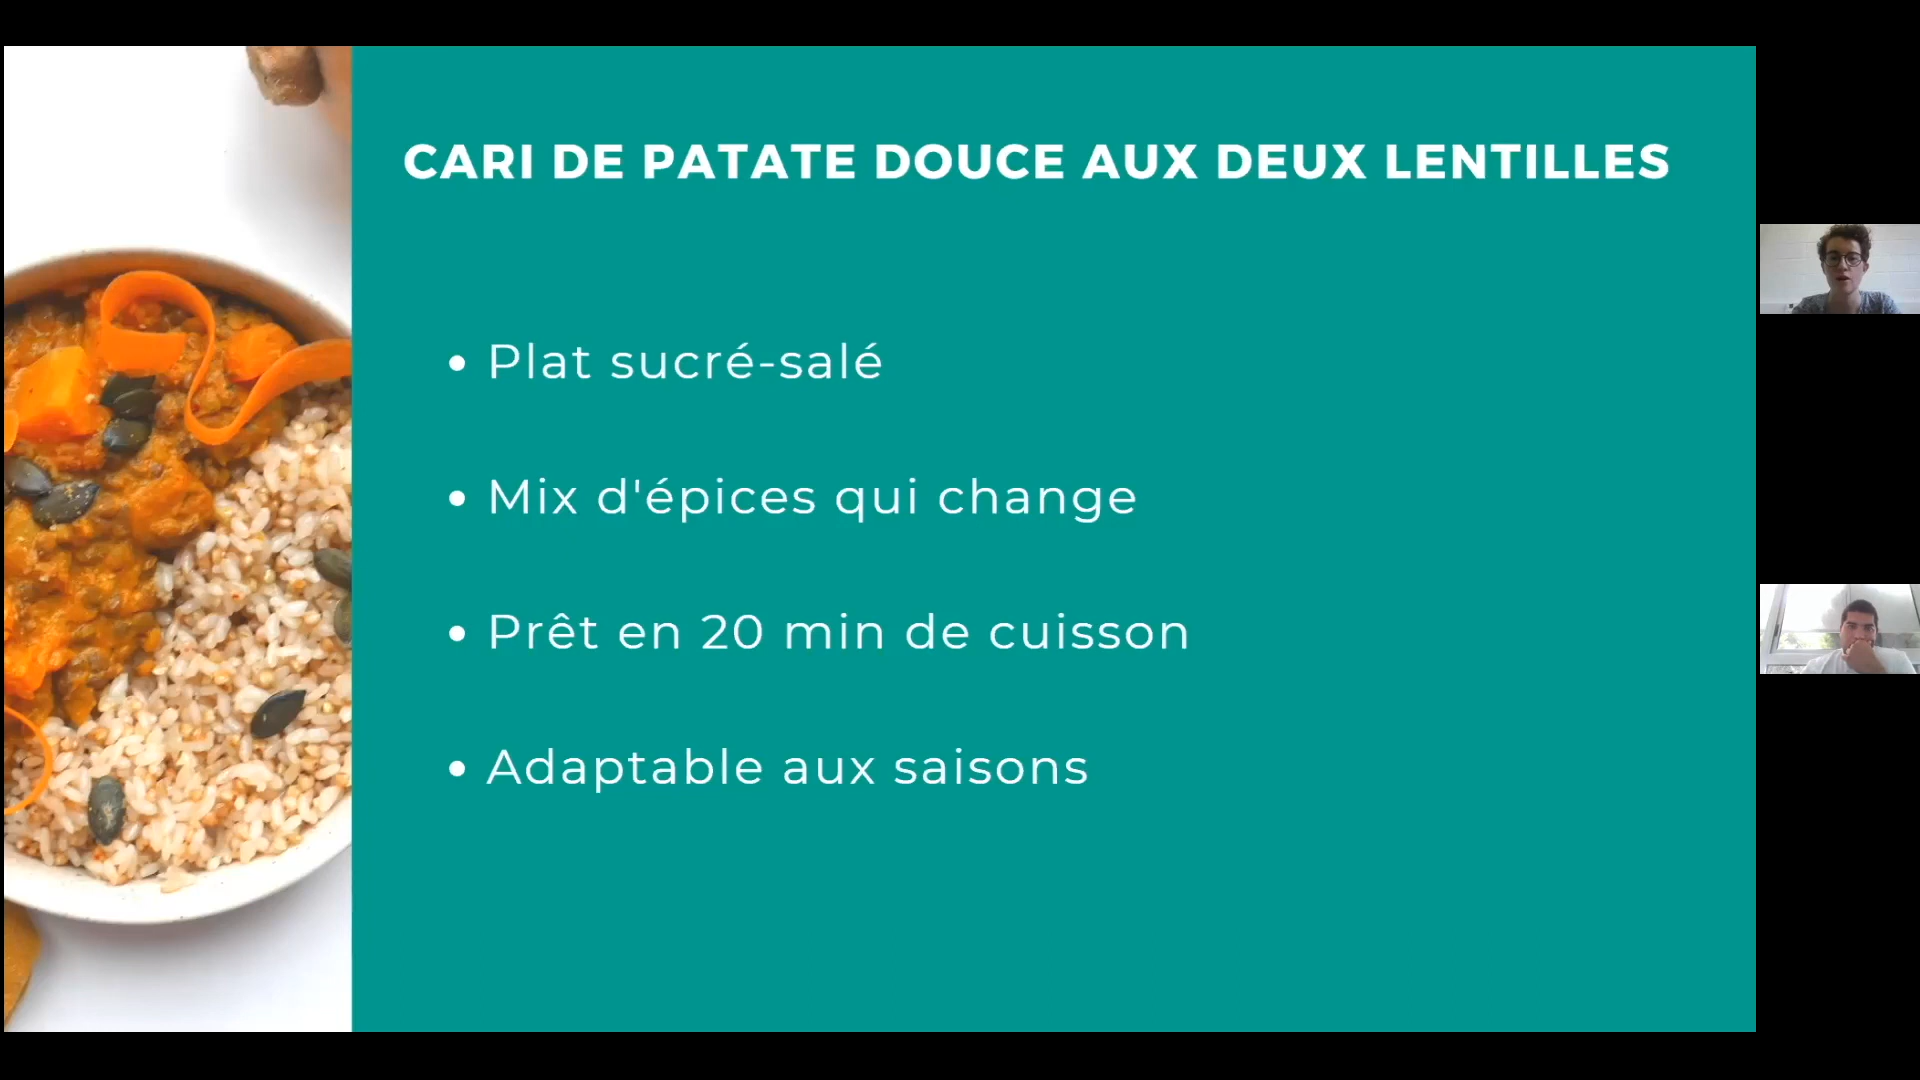 CARI DE PATATE DOUCE AUX DEUX LENTILLES
• Plat sucré-salé
• Mix d'épices qui change
• Prêt en 20 min de cuisson
• Adaptable aux saisons